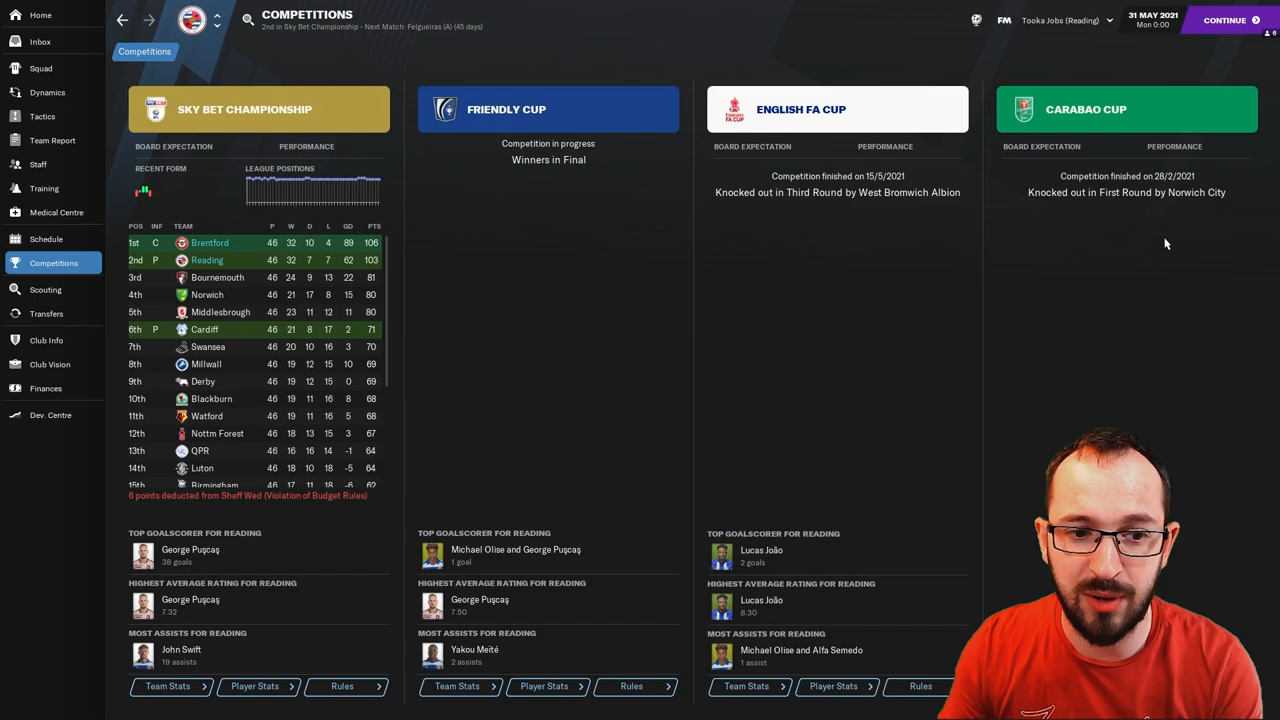 Home
Inbox
Squad
Dynamics
Tactics
Team Report
Staff
Training
Medical Centre
Schedule
Competitions
Scouting
Transfers
Club Info
Club Vision
Finances
Dev. Centre
COMPETITIONS
2nd in Sky Bet Championship - Next Match: Felgueiras (A) (45 days)
FM
Tooka Jobs (Reading)
31 MAY 2021
Mon 0:00
CONTINUE
6
Competitions
SKY BET CHAMPIONSHIP
BOARD EXPECTATION PERFORMANCE
RECENT FORM LEAGUE POSITIONS
POS INF TEAM P W D L GD PTS
1st C Brentford 46 32 10 4 89 106
2nd P Reading 46 32 7 7 62 103
3rd Bournemouth 46 24 9 13 22 81
4th Norwich 46 21 17 8 15 80
5th Middlesbrough 46 23 11 12 11 80
6th P Cardiff 46 21 8 17 2 71
7th Swansea 46 20 10 16 3 70
8th Millwall 46 19 12 15 10 69
9th Derby 46 19 12 15 0 69
10th Blackburn 46 19 11 16 8 68
11th Watford 46 19 11 16 5 68
12th Nottm Forest 46 18 13 15 3 67
13th QPR 46 16 16 14 -1 64
14th Luton 46 18 10 18 -5 64
15th Birmingham 46 17 11 18 -6 62
6 points deducted from Sheff Wed (Violation of Budget Rules)
TOP GOALSCORER FOR READING
George Pușcaș
38 goals
HIGHEST AVERAGE RATING FOR READING
George Pușcaș
7.32
MOST ASSISTS FOR READING
John Swift
19 assists
Team Stats
Player Stats
Rules
FRIENDLY CUP
Competition in progress
Winners in Final
TOP GOALSCORER FOR READING
Michael Olise and George Pușcaș
1 goal
HIGHEST AVERAGE RATING FOR READING
George Pușcaș
7.50
MOST ASSISTS FOR READING
Yakou Meïté
2 assists
Team Stats
Player Stats
Rules
ENGLISH FA CUP
BOARD EXPECTATION PERFORMANCE
Competition finished on 15/5/2021
Knocked out in Third Round by West Bromwich Albion
TOP GOALSCORER FOR READING
Lucas João
2 goals
HIGHEST AVERAGE RATING FOR READING
Lucas João
8.30
MOST ASSISTS FOR READING
Michael Olise and Alfa Semedo
1 assist
Team Stats
Player Stats
Rules
CARABAO CUP
BOARD EXPECTATION PERFORMANCE
Competition finished on 28/2/2021
Knocked out in First Round by Norwich City